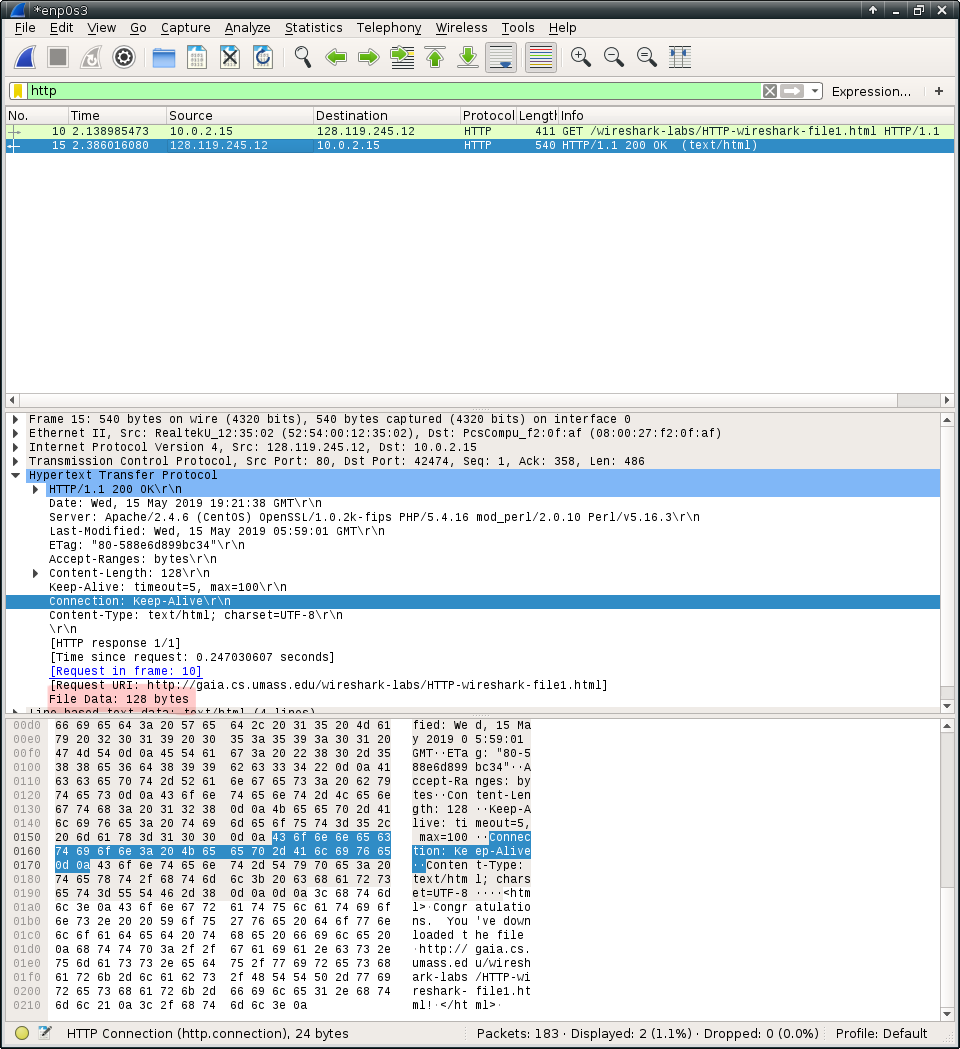 *enp0s3
File Edit View Go Capture Analyze Statistics Telephony Wireless Tools Help
http Expression... +
No. Time Source Destination Protocol Length Info
10 2.138985473 10.0.2.15 128.119.245.12 HTTP 411 GET /wireshark-labs/HTTP-wireshark-file1.html HTTP/1.1
15 2.386016080 128.119.245.12 10.0.2.15 HTTP 540 HTTP/1.1 200 OK (text/html)
Frame 15: 540 bytes on wire (4320 bits), 540 bytes captured (4320 bits) on interface 0
Ethernet II, Src: RealtekU_12:35:02 (52:54:00:12:35:02), Dst: PcsCompu_f2:0f:af (08:00:27:f2:0f:af)
Internet Protocol Version 4, Src: 128.119.245.12, Dst: 10.0.2.15
Transmission Control Protocol, Src Port: 80, Dst Port: 42474, Seq: 1, Ack: 358, Len: 486
Hypertext Transfer Protocol
HTTP/1.1 200 OK\r\n
Date: Wed, 15 May 2019 19:21:38 GMT\r\n
Server: Apache/2.4.6 (CentOS) OpenSSL/1.0.2k-fips PHP/5.4.16 mod_perl/2.0.10 Perl/v5.16.3\r\n
Last-Modified: Wed, 15 May 2019 05:59:01 GMT\r\n
ETag: "80-588e6d899bc34"\r\n
Accept-Ranges: bytes\r\n
Content-Length: 128\r\n
Keep-Alive: timeout=5, max=100\r\n
Connection: Keep-Alive\r\n
Content-Type: text/html; charset=UTF-8\r\n
\r\n
[HTTP response 1/1]
[Time since request: 0.247030607 seconds]
[Request in frame: 10]
[Request URI: http://gaia.cs.umass.edu/wireshark-labs/HTTP-wireshark-file1.html]
File Data: 128 bytes
Line-based text data: text/html (4 lines)
00d0 66 69 65 64 3a 20 57 65 64 2c 20 31 35 20 4d 61 fied: We d, 15 Ma
00e0 79 20 32 30 31 39 20 30 35 3a 35 39 3a 30 31 20 y 2019 0 5:59:01
00f0 47 4d 54 0d 0a 45 54 61 67 3a 20 22 38 30 2d 35 GMT··ETa g: "80-5
0100 38 38 65 36 64 38 39 39 62 63 33 34 22 0d 0a 41 88e6d899 bc34"··A
0110 63 63 65 70 74 2d 52 61 6e 67 65 73 3a 20 62 79 ccept-Ra nges: by
0120 74 65 73 0d 0a 43 6f 6e 74 65 6e 74 2d 4c 65 6e tes··Con tent-Len
0130 67 74 68 3a 20 31 32 38 0d 0a 4b 65 65 70 2d 41 gth: 128 ··Keep-A
0140 6c 69 76 65 3a 20 74 69 6d 65 6f 75 74 3d 35 2c live: ti meout=5,
0150 20 6d 61 78 3d 31 30 30 0d 0a 43 6f 6e 6e 65 63 max=100 ··Connec
0160 74 69 6f 6e 3a 20 4b 65 65 70 2d 41 6c 69 76 65 tion: Ke ep-Alive
0170 0d 0a 43 6f 6e 74 65 6e 74 2d 54 79 70 65 3a 20 ··Conten t-Type:
0180 74 65 78 74 2f 68 74 6d 6c 3b 20 63 68 61 72 73 text/htm l; chars
0190 65 74 3d 55 54 46 2d 38 0d 0a 0d 0a 3c 68 74 6d et=UTF-8 ····<htm
01a0 6c 3e 0a 43 6f 6e 67 72 61 74 75 6c 61 74 69 6f l>·Congr atulatio
01b0 6e 73 2e 20 20 59 6f 75 27 76 65 20 64 6f 77 6e ns.  You 've down
01c0 6c 6f 61 64 65 64 20 74 68 65 20 66 69 6c 65 20 loaded t he file
01d0 0a 68 74 74 70 3a 2f 2f 67 61 69 61 2e 63 73 2e ·http:// gaia.cs.
01e0 75 6d 61 73 73 2e 65 64 75 2f 77 69 72 65 73 68 umass.ed u/wiresh
01f0 61 72 6b 2d 6c 61 62 73 2f 48 54 54 50 2d 77 69 ark-labs /HTTP-wi
0200 72 65 73 68 61 72 6b 2d 66 69 6c 65 31 2e 68 74 reshark- file1.ht
0210 6d 6c 21 0a 3c 2f 68 74 6d 6c 3e 0a ml!·</ht ml>·
HTTP Connection (http.connection), 24 bytes Packets: 183 · Displayed: 2 (1.1%) · Dropped: 0 (0.0%) Profile: Default